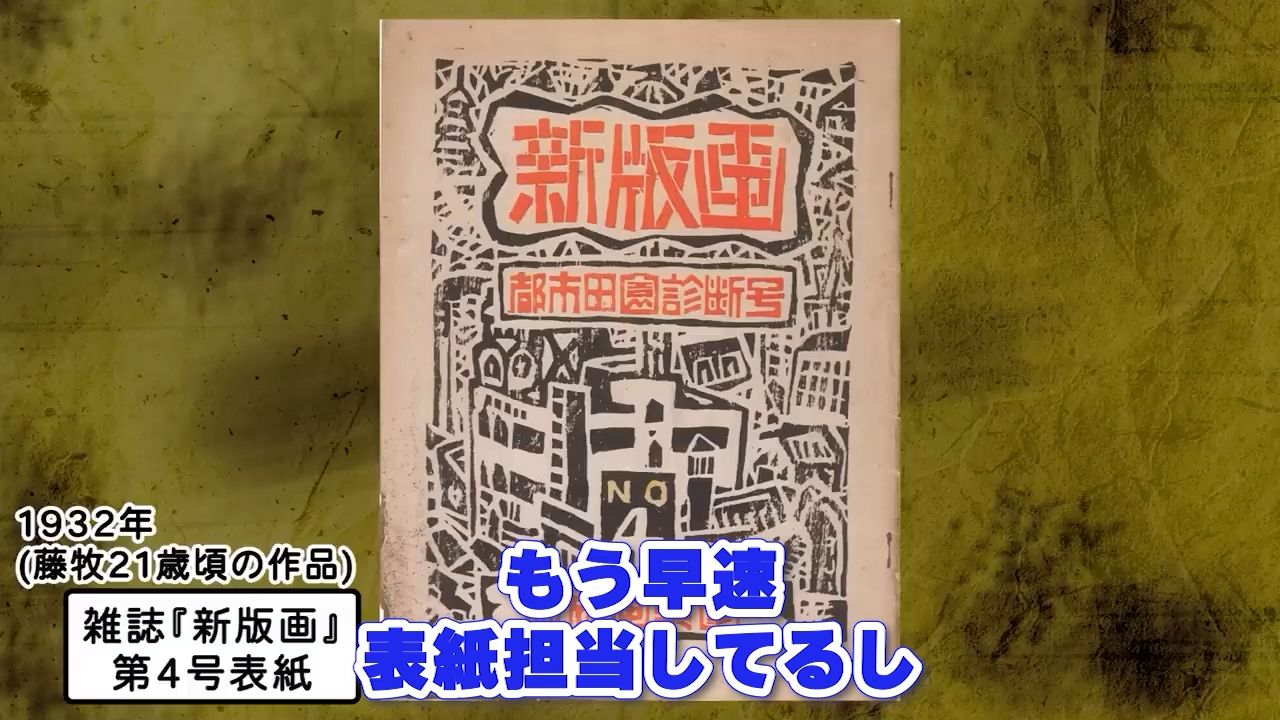 新版画
都市田園診断号
NO
4
1932年
(藤牧21歳頃の作品)
雑誌『新版画』
第4号表紙
もう早速
表紙担当してるし